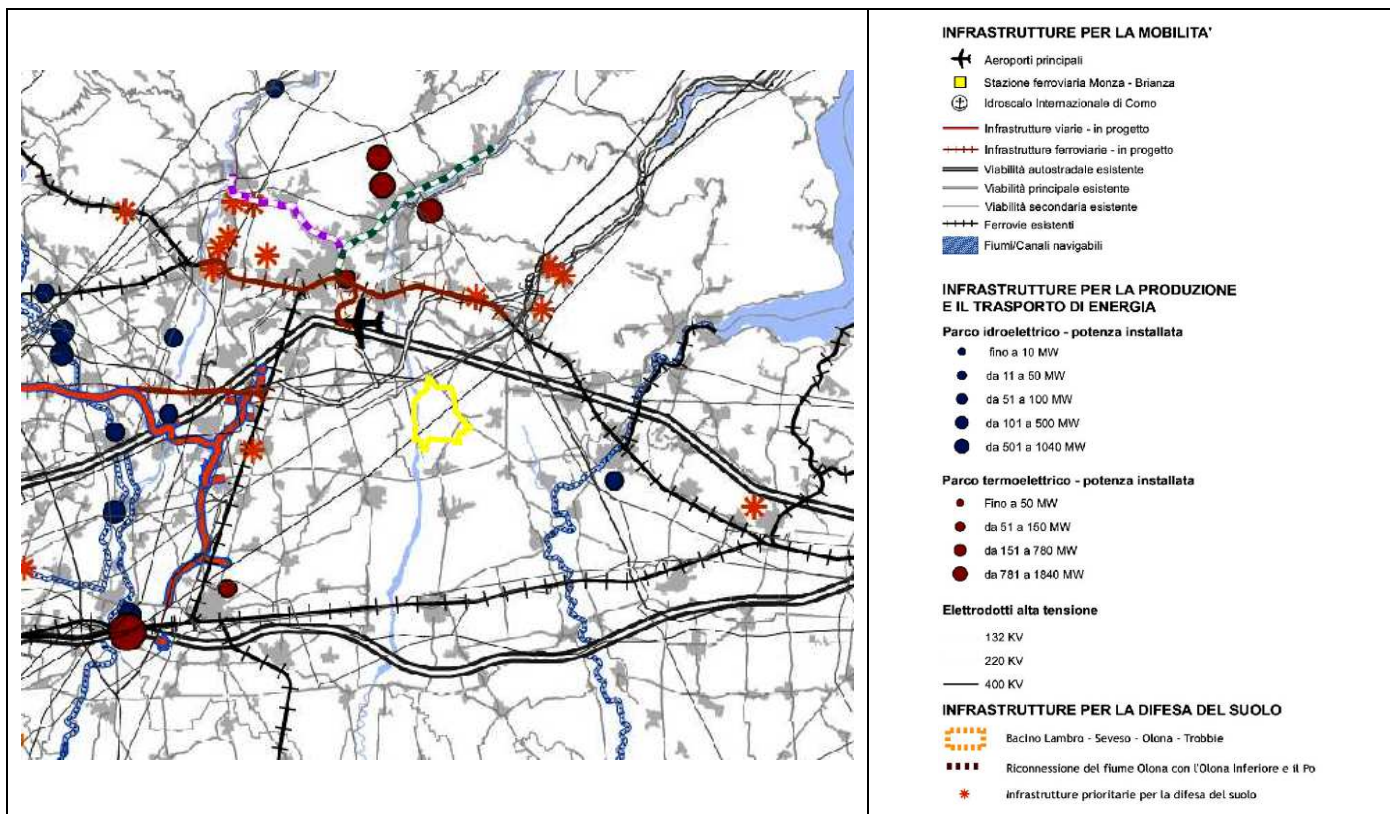 INFRASTRUTTURE PER LA MOBILITA'
Aeroporti principali
Stazione ferroviaria Monza - Brianza
Idroscalo Internazionale di Como
Infrastrutture viarie - in progetto
Infrastrutture ferroviarie - in progetto
Viabilità autostradale esistente
Viabilità principale esistente
Viabilità secondaria esistente
Ferrovie esistenti
Fiumi/Canali navigabili
INFRASTRUTTURE PER LA PRODUZIONE
E IL TRASPORTO DI ENERGIA
Parco idroelettrico - potenza installata
fino a 10 MW
da 11 a 50 MW
da 51 a 100 MW
da 101 a 500 MW
da 501 a 1040 MW
Parco termoelettrico - potenza installata
Fino a 50 MW
da 51 a 150 MW
da 151 a 780 MW
da 781 a 1840 MW
Elettrodotti alta tensione
132 KV
220 KV
400 KV
INFRASTRUTTURE PER LA DIFESA DEL SUOLO
Bacino Lambro - Seveso - Olona - Trobbie
Riconnessione del fiume Olona con l'Olona Inferiore e il Po
Infrastrutture prioritarie per la difesa del suolo